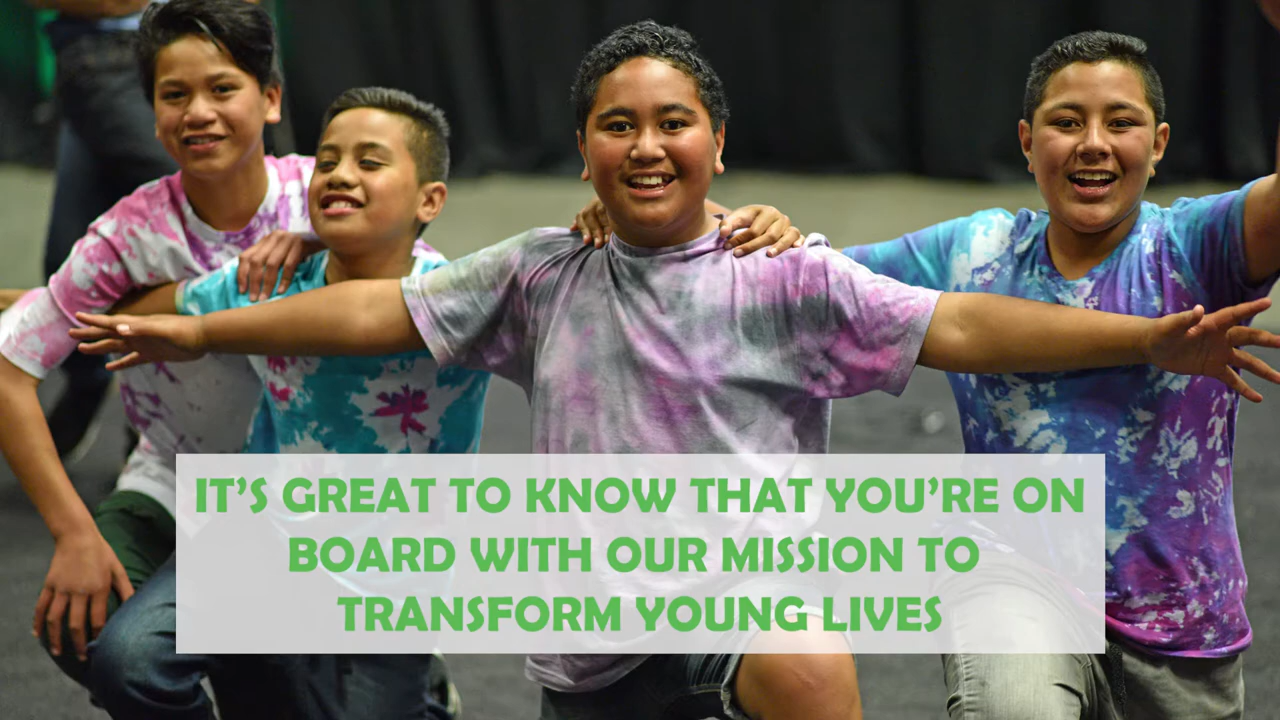 IT’S GREAT TO KNOW THAT YOU’RE ON
BOARD WITH OUR MISSION TO
TRANSFORM YOUNG LIVES